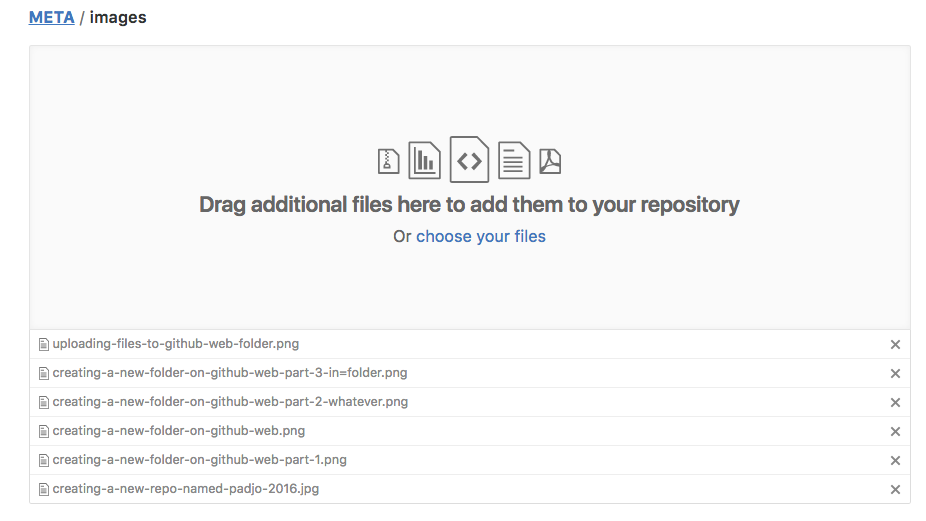 META / images
Drag additional files here to add them to your repository
Or choose your files
uploading-files-to-github-web-folder.png
creating-a-new-folder-on-github-web-part-3-in=folder.png
creating-a-new-folder-on-github-web-part-2-whatever.png
creating-a-new-folder-on-github-web.png
creating-a-new-folder-on-github-web-part-1.png
creating-a-new-repo-named-padjo-2016.jpg